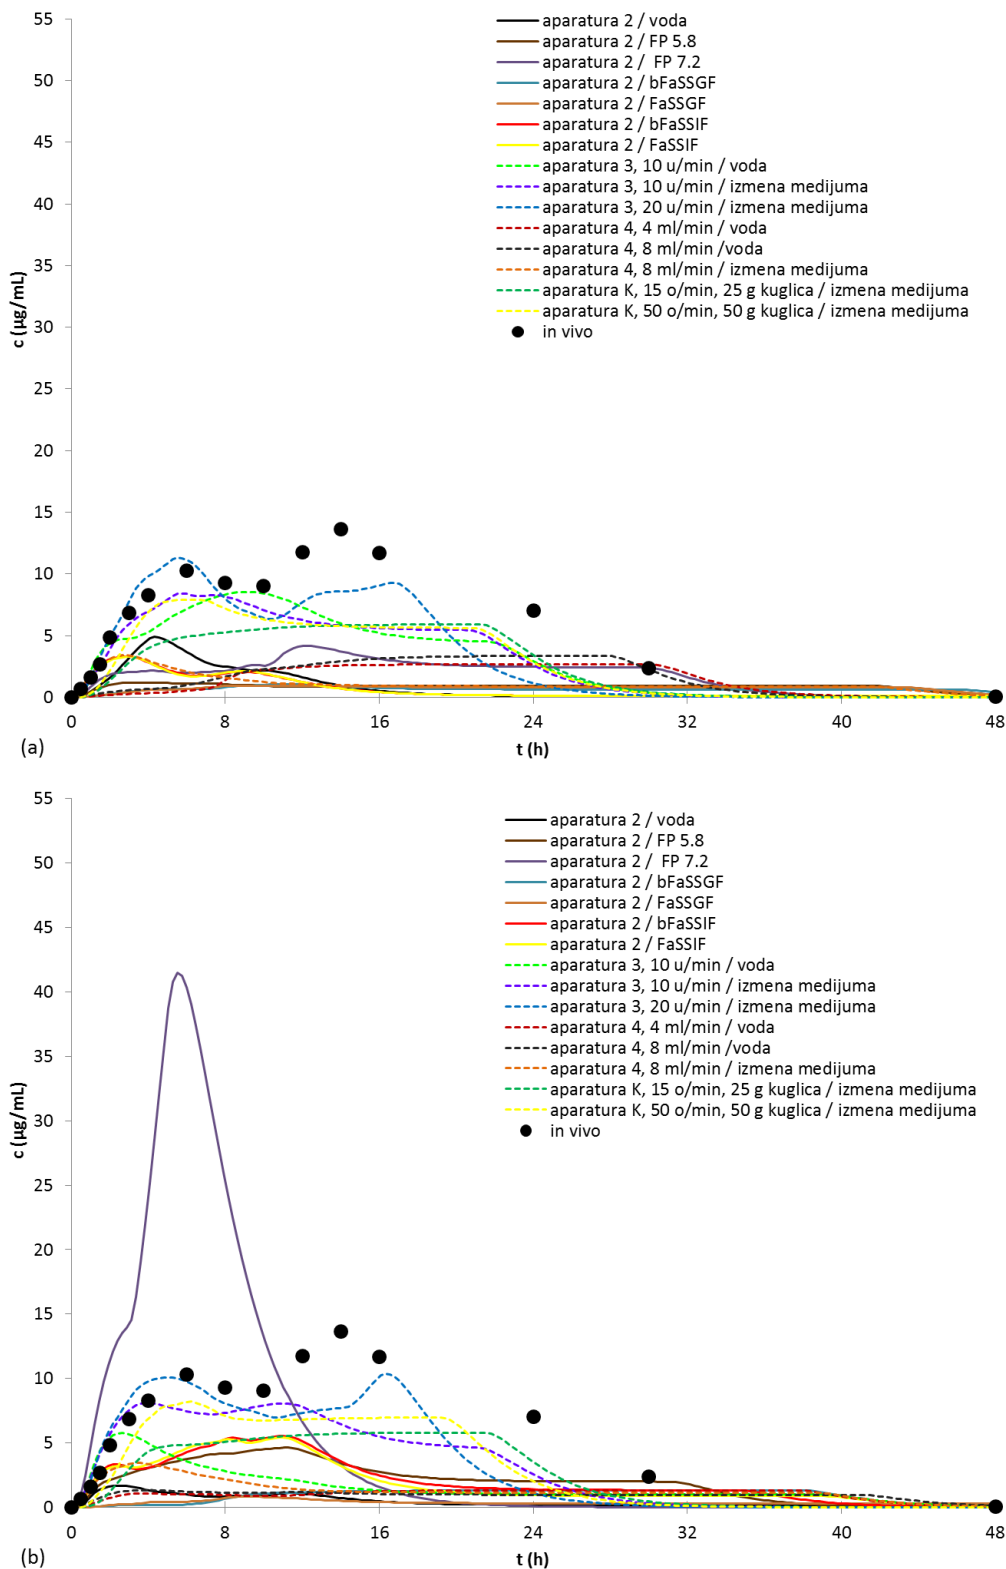 55
50
45
40
35
30
25
20
15
10
5
0
c (µg/mL)
aparatura 2 / voda
aparatura 2 / FP 5.8
aparatura 2 / FP 7.2
aparatura 2 / bFaSSGF
aparatura 2 / FaSSGF
aparatura 2 / bFaSSIF
aparatura 2 / FaSSIF
aparatura 3, 10 u/min / voda
aparatura 3, 10 u/min / izmena medijuma
aparatura 3, 20 u/min / izmena medijuma
aparatura 4, 4 ml/min / voda
aparatura 4, 8 ml/min /voda
aparatura 4, 8 ml/min / izmena medijuma
aparatura K, 15 o/min, 25 g kuglica / izmena medijuma
aparatura K, 50 o/min, 50 g kuglica / izmena medijuma
in vivo
0 8 16 24 32 40 48
(a)
t (h)
55
50
45
40
35
30
25
20
15
10
5
0
c (µg/mL)
aparatura 2 / voda
aparatura 2 / FP 5.8
aparatura 2 / FP 7.2
aparatura 2 / bFaSSGF
aparatura 2 / FaSSGF
aparatura 2 / bFaSSIF
aparatura 2 / FaSSIF
aparatura 3, 10 u/min / voda
aparatura 3, 10 u/min / izmena medijuma
aparatura 3, 20 u/min / izmena medijuma
aparatura 4, 4 ml/min / voda
aparatura 4, 8 ml/min /voda
aparatura 4, 8 ml/min / izmena medijuma
aparatura K, 15 o/min, 25 g kuglica / izmena medijuma
aparatura K, 50 o/min, 50 g kuglica / izmena medijuma
in vivo
0 8 16 24 32 40 48
(b)
t (h)